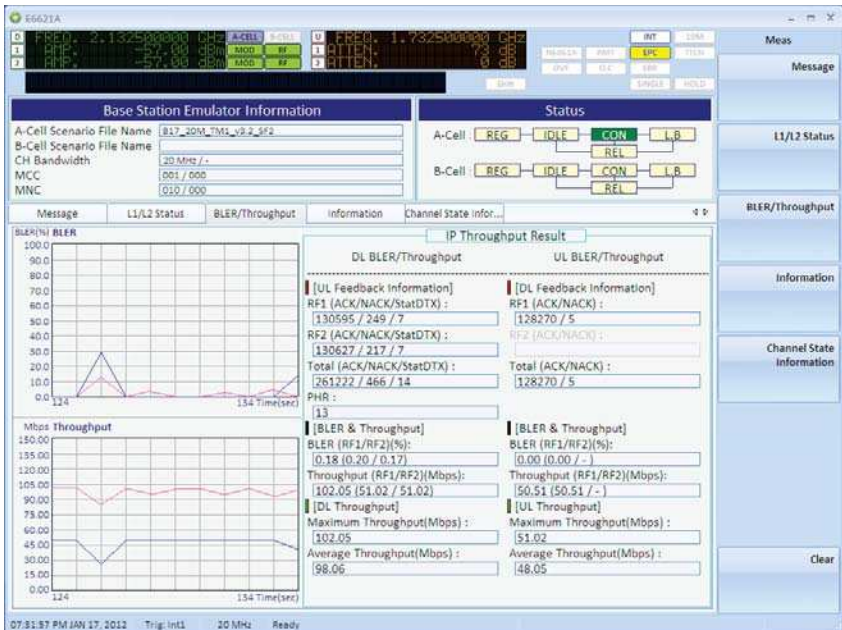 E6621A
D FREQ. 2.132500000 GHz A-CELL B-CELL U FREQ. 1.732500000 GHz INT 10M
1 AMP. -57.00 dBm MOD RF 1 ATTEN. 73 dB EPC
2 AMP. -57.00 dBm MOD RF 2 ATTEN. 0 dB OVF ERR
SINGLE HOLD
Meas
Message
L1/L2 Status
BLER/Throughput
Information
Channel State Information
Clear
Base Station Emulator Information
A-Cell Scenario File Name B17_20M_TM1_v3.2_SF2
B-Cell Scenario File Name
CH Bandwidth 20 MHz / -
MCC 001 / 000
MNC 010 / 000
Status
A-Cell : REG IDLE CON L.B
REL
B-Cell : REG IDLE CON L.B
REL
Message L1/L2 Status BLER/Throughput Information Channel State Infor...
BLER(%) BLER
100.0
90.0
80.0
70.0
60.0
50.0
40.0
30.0
20.0
10.0
0.0
124 134 Time(sec)
Mbps Throughput
150.00
135.00
120.00
105.00
90.00
75.00
60.00
45.00
30.00
15.00
0.00
124 134 Time(sec)
IP Throughput Result
DL BLER/Throughput
[UL Feedback Information]
RF1 (ACK/NACK/StatDTX) :
130595 / 249 / 7
RF2 (ACK/NACK/StatDTX) :
130627 / 217 / 7
Total (ACK/NACK/StatDTX) :
261222 / 466 / 14
PHR :
13
[BLER & Throughput]
BLER (RF1/RF2)(%):
0.18 (0.20 / 0.17)
Throughput (RF1/RF2)(Mbps):
102.05 (51.02 / 51.02)
[DL Throughput]
Maximum Throughput(Mbps) :
102.05
Average Throughput(Mbps) :
98.06
UL BLER/Throughput
[DL Feedback Information]
RF1 (ACK/NACK) :
128270 / 5
RF2 (ACK/NACK) :
Total (ACK/NACK) :
128270 / 5
[BLER & Throughput]
BLER (RF1/RF2)(%):
0.00 (0.00 / - )
Throughput (RF1/RF2)(Mbps):
50.51 (50.51 / - )
[UL Throughput]
Maximum Throughput(Mbps) :
51.02
Average Throughput(Mbps) :
48.05
07:31:57 PM JAN 17, 2012 Trig: Int1 20 MHz Ready